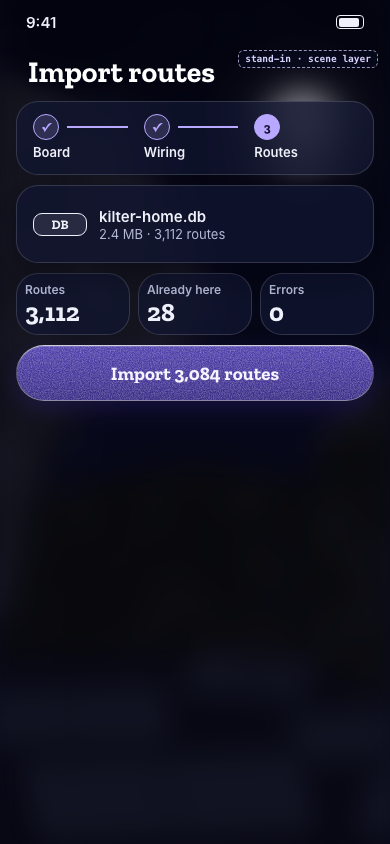 9:41
stand-in · scene layer
Import routes
✓ ✓ 3
Board Wiring Routes
DB
kilter-home.db
2.4 MB · 3,112 routes
Routes Already here Errors
3,112 28 0
Import 3,084 routes